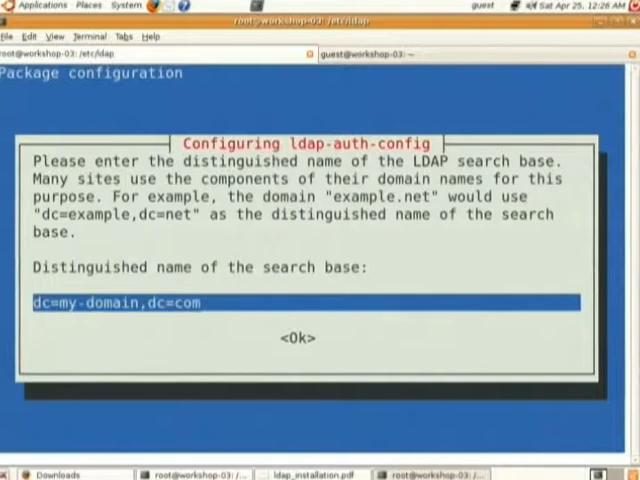 Applications Places System guest Sat Apr 25, 12:26 AM
root@workshop-03: /etc/ldap
File Edit View Terminal Tabs Help
root@workshop-03: /etc/ldap guest@workshop-03: ~
Package configuration
Configuring ldap-auth-config
Please enter the distinguished name of the LDAP search base.
Many sites use the components of their domain names for this
purpose. For example, the domain "example.net" would use
"dc=example,dc=net" as the distinguished name of the search
base.
Distinguished name of the search base:
dc=my-domain,dc=com
<Ok>
Downloads root@workshop-03: /... ldap_installation.pdf root@workshop-03: /...